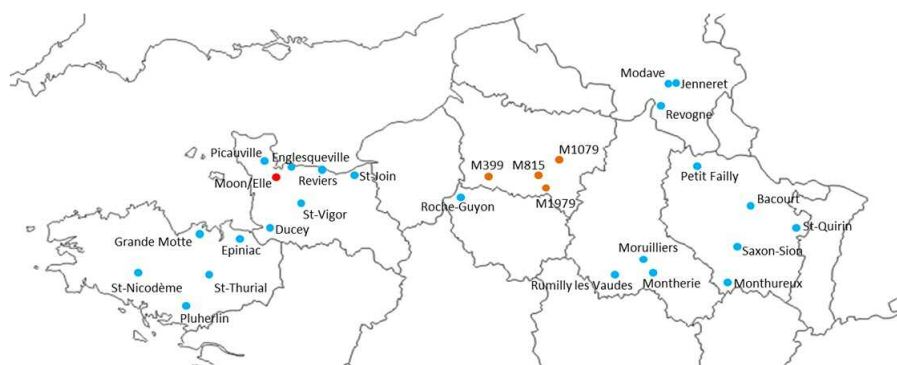 Modave
Jenneret
Revogne
Picauville
Englesqueville
M1079
M399
M815
Moon/Elle
Reviers
St-Join
Petit Failly
M1979
Roche-Guyon
Bacourt
St-Vigor
Ducey
St-Quirin
Grande Motte
Epiniac
Moruilliers
Saxon-Sion
St-Nicodème
St-Thurial
Rumilly les Vaudes
Montherie
Monthureux
Pluherlin